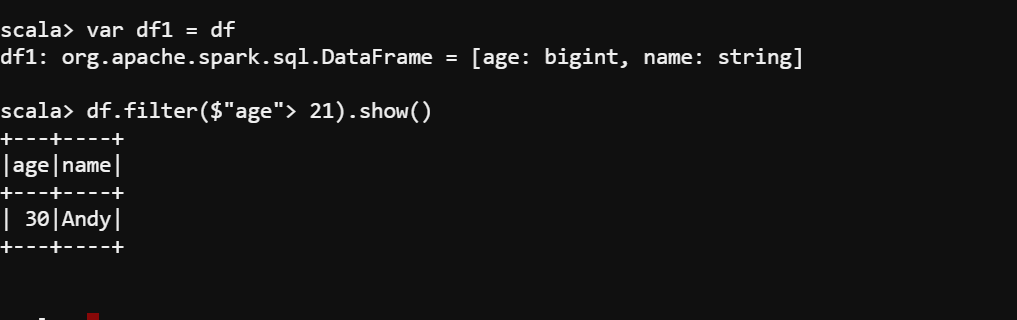 scala> var df1 = df
df1: org.apache.spark.sql.DataFrame = [age: bigint, name: string]
scala> df.filter($"age"> 21).show()
+---+----+
|age|name|
+---+----+
| 30|Andy|
+---+----+